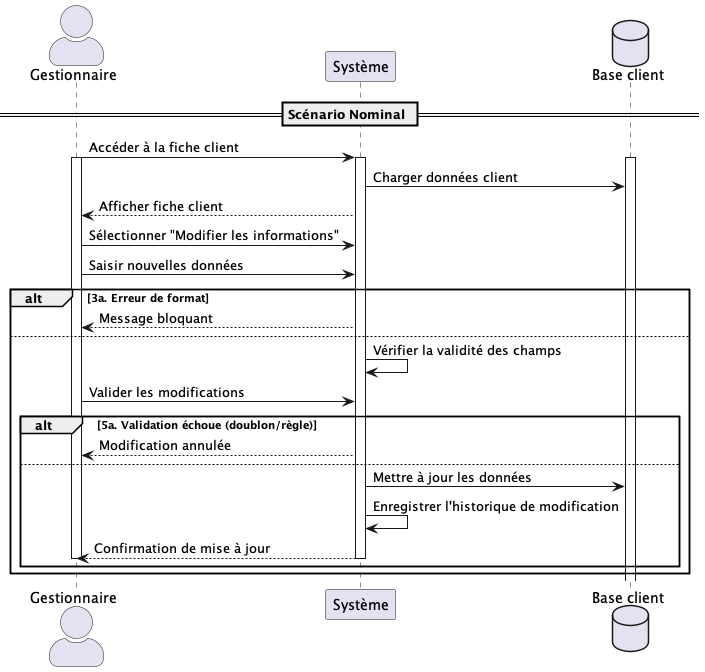 Gestionnaire
Système
Base client
Scénario Nominal
Accéder à la fiche client
Charger données client
Afficher fiche client
Sélectionner "Modifier les informations"
Saisir nouvelles données
alt [3a. Erreur de format]
Message bloquant
Vérifier la validité des champs
Valider les modifications
alt [5a. Validation échoue (doublon/règle)]
Modification annulée
Mettre à jour les données
Enregistrer l'historique de modification
Confirmation de mise à jour
Gestionnaire
Système
Base client